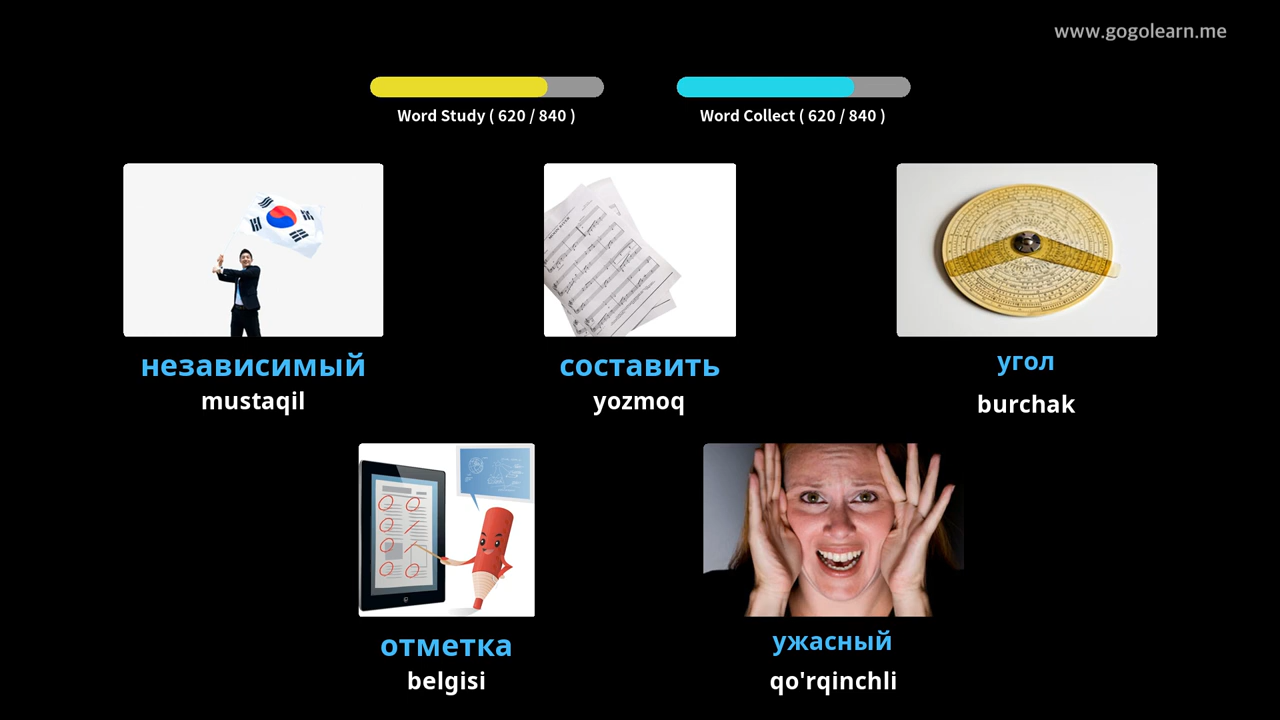 www.gogolearn.me
Word Study ( 620 / 840 )
Word Collect ( 620 / 840 )
независимый
mustaqil
составить
yozmoq
угол
burchak
отметка
belgisi
ужасный
qo'rqinchli